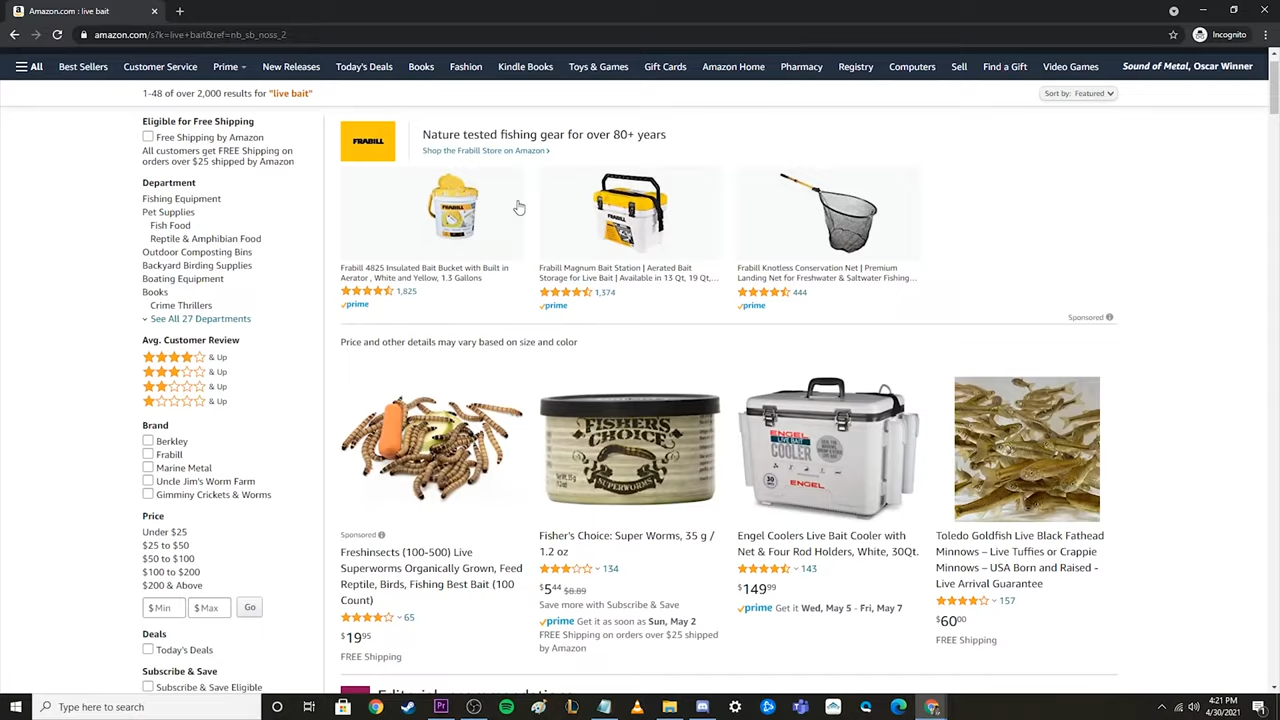 Amazon.com : live bait
amazon.com/s?k=live+bait&ref=nb_sb_noss_2
Incognito
All Best Sellers Customer Service Prime New Releases Today's Deals Books Fashion Kindle Books Toys & Games Gift Cards Amazon Home Pharmacy Registry Computers Sell Find a Gift Video Games Sound of Metal, Oscar Winner
1-48 of over 2,000 results for "live bait"
Sort by: Featured
Eligible for Free Shipping
Free Shipping by Amazon
All customers get FREE Shipping on
orders over $25 shipped by Amazon
Department
Fishing Equipment
Pet Supplies
Fish Food
Reptile & Amphibian Food
Outdoor Composting Bins
Backyard Birding Supplies
Boating Equipment
Books
Crime Thrillers
See All 27 Departments
Avg. Customer Review
& Up
& Up
& Up
& Up
Brand
Berkley
Frabill
Marine Metal
Uncle Jim's Worm Farm
Gimminy Crickets & Worms
Price
Under $25
$25 to $50
$50 to $100
$100 to $200
$200 & Above
$ Min $ Max Go
Deals
Today's Deals
Subscribe & Save
Subscribe & Save Eligible
FRABILL
Nature tested fishing gear for over 80+ years
Shop the Frabill Store on Amazon ›
Frabill 4825 Insulated Bait Bucket with Built in
Aerator , White and Yellow, 1.3 Gallons
1,825
prime
Frabill Magnum Bait Station | Aerated Bait
Storage for Live Bait | Available in 13 Qt, 19 Qt,...
1,374
prime
Frabill Knotless Conservation Net | Premium
Landing Net for Freshwater & Saltwater Fishing...
444
prime
Sponsored
Price and other details may vary based on size and color
Sponsored
Freshinsects (100-500) Live
Superworms Organically Grown, Feed
Reptile, Birds, Fishing Best Bait (100
Count)
65
$1995
FREE Shipping
FISHER'S
CHOICE
SUPERWORMS
Fisher's Choice: Super Worms, 35 g /
1.2 oz
134
$544 $8.89
Save more with Subscribe & Save
prime Get it as soon as Sun, May 2
FREE Shipping on orders over $25 shipped
by Amazon
ENGEL
LIVE BAIT
COOLER
30
ENGEL
Engel Coolers Live Bait Cooler with
Net & Four Rod Holders, White, 30Qt.
143
$14999
prime Get it Wed, May 5 - Fri, May 7
Toledo Goldfish Live Black Fathead
Minnows – Live Tuffies or Crappie
Minnows – USA Born and Raised -
Live Arrival Guarantee
157
$6000
FREE Shipping
Type here to search
4:21 PM
4/30/2021